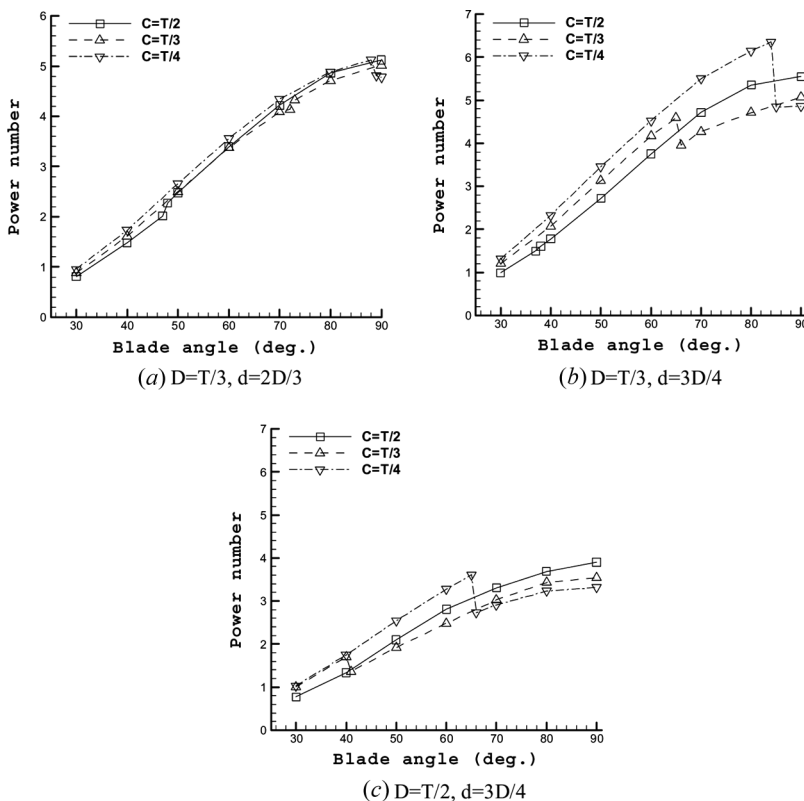 6
5
4
3
2
1
0
Power number
C=T/2
C=T/3
C=T/4
30 40 50 60 70 80 90
Blade angle (deg.)
(a) D=T/3, d=2D/3
7
6
5
4
3
2
1
0
Power number
C=T/2
C=T/3
C=T/4
30 40 50 60 70 80 90
Blade angle (deg.)
(b) D=T/3, d=3D/4
7
6
5
4
3
2
1
0
Power number
C=T/2
C=T/3
C=T/4
30 40 50 60 70 80 90
Blade angle (deg.)
(c) D=T/2, d=3D/4